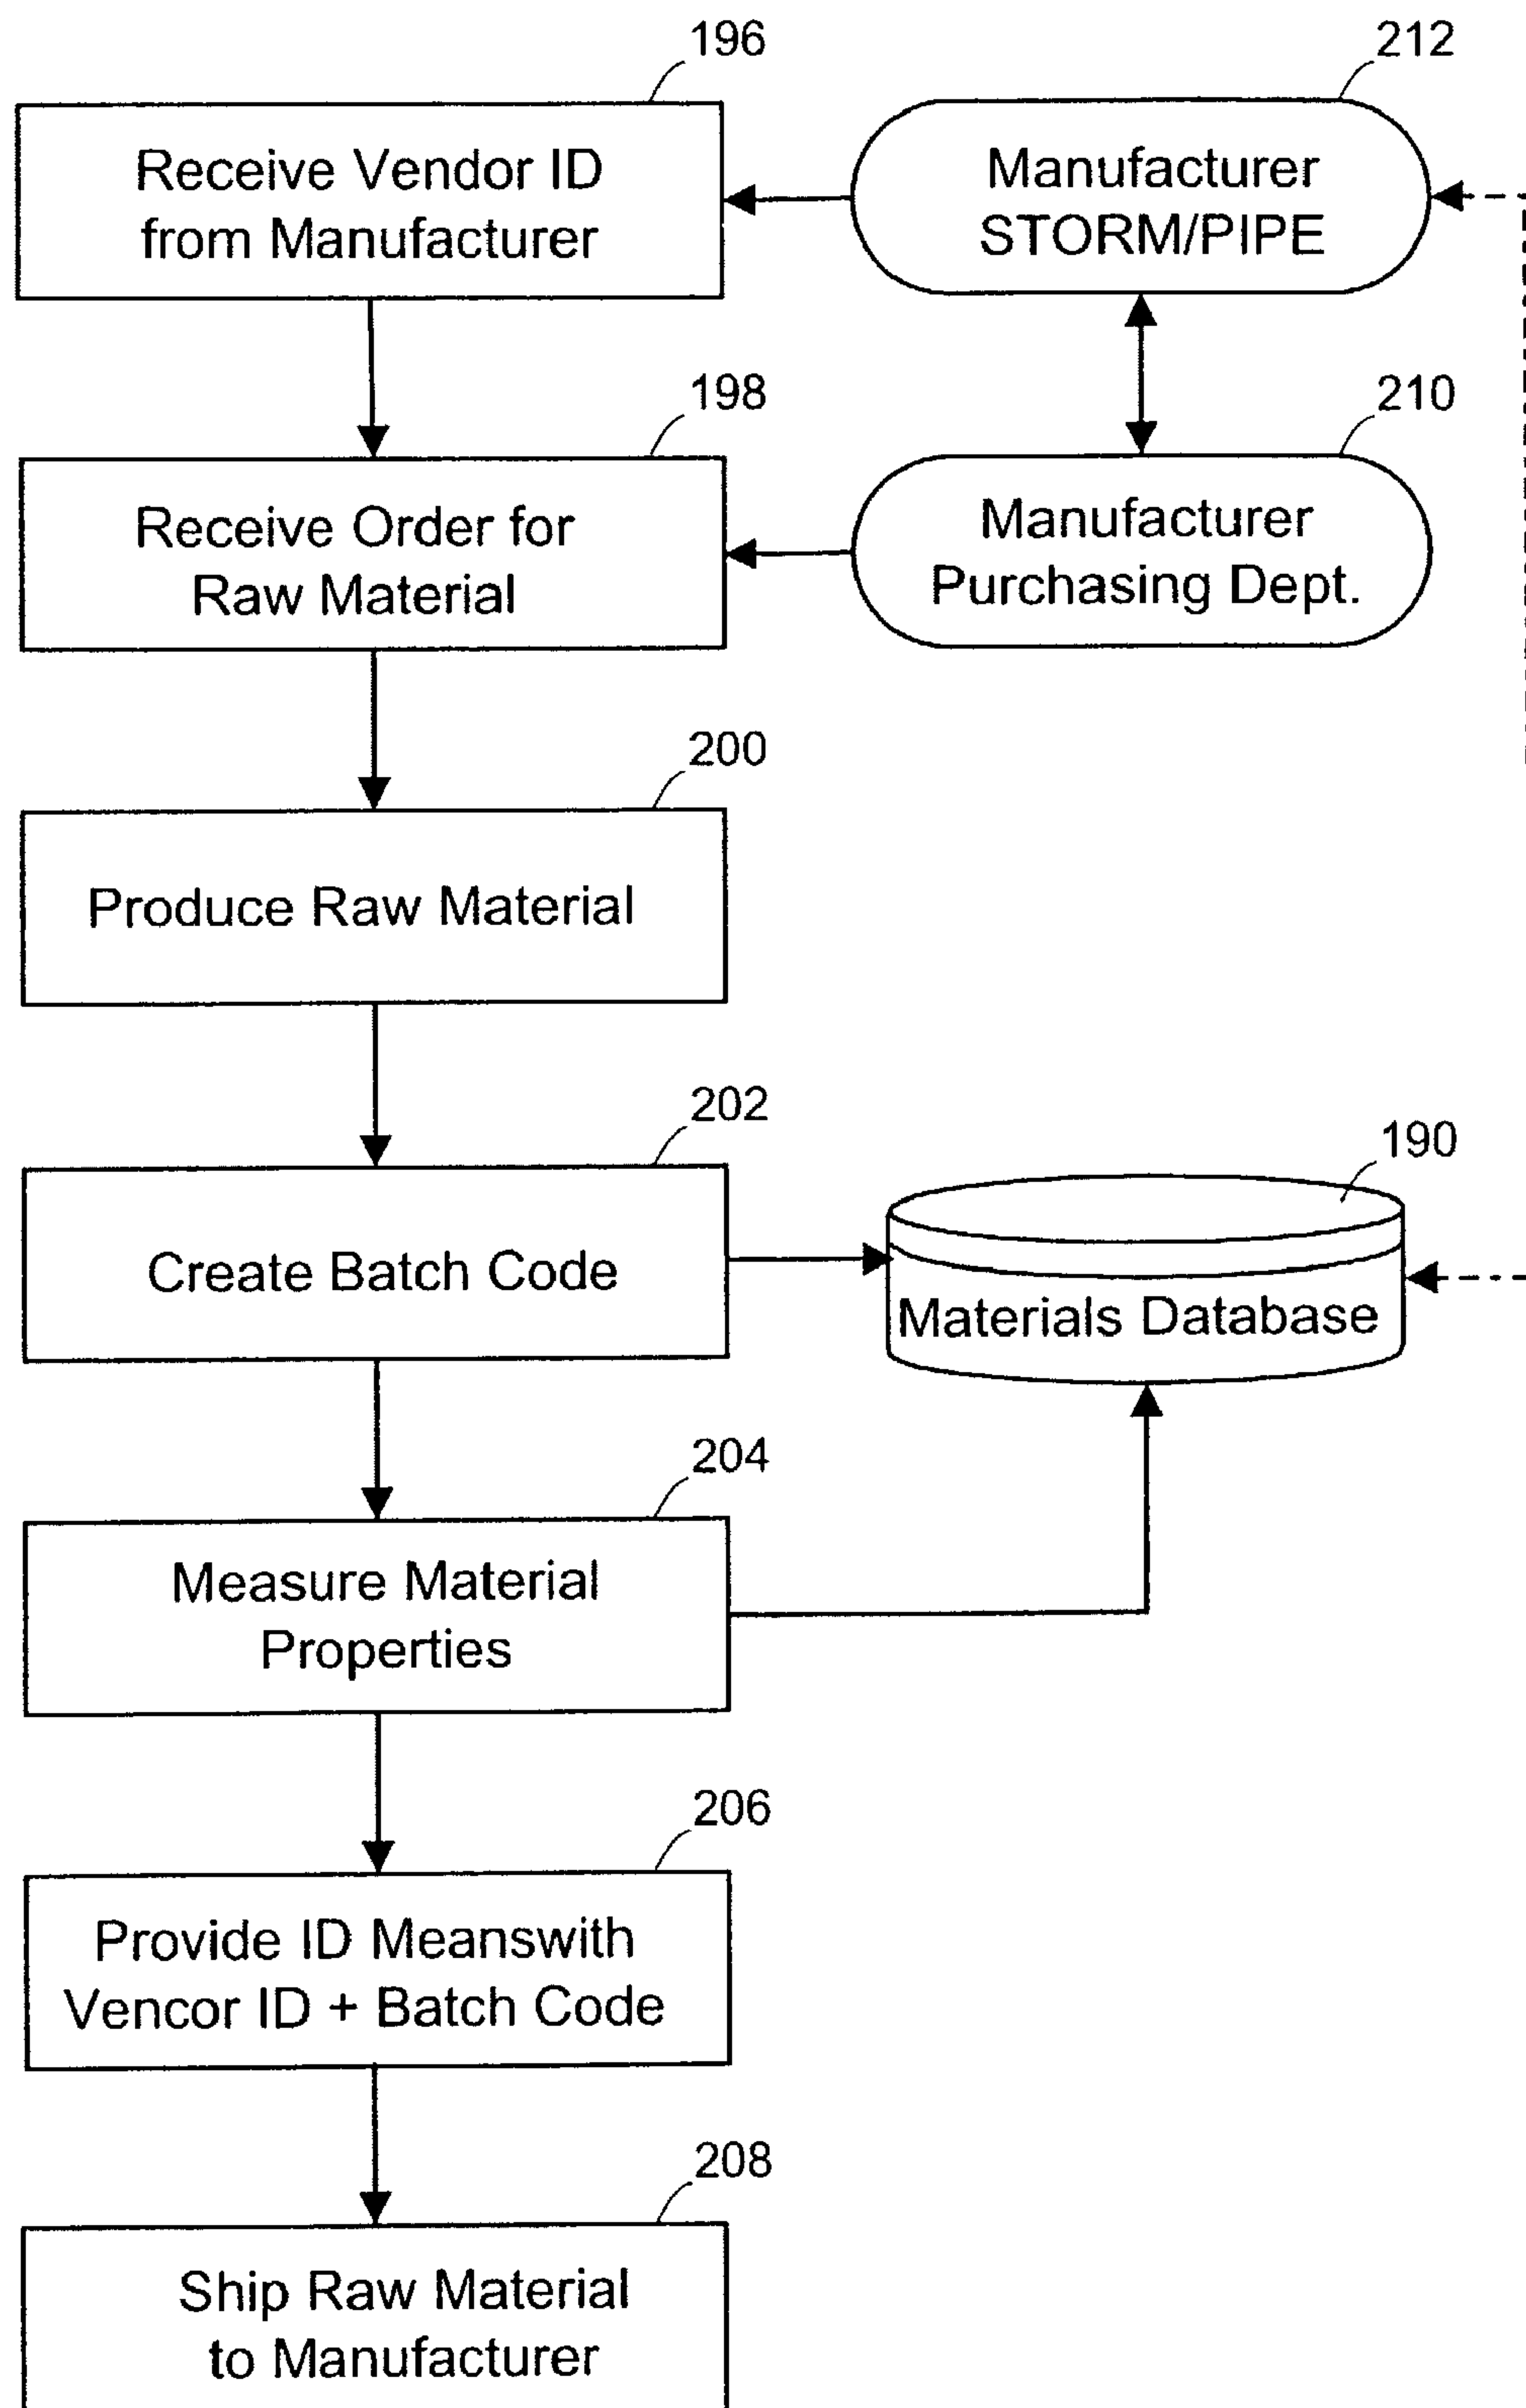 196
Receive Vendor ID
from Manufacturer
212
Manufacturer
STORM/PIPE
198
Receive Order for
Raw Material
210
Manufacturer
Purchasing Dept.
200
Produce Raw Material
202
Create Batch Code
190
Materials Database
204
Measure Material
Properties
206
Provide ID Meanswith
Vencor ID + Batch Code
208
Ship Raw Material
to Manufacturer